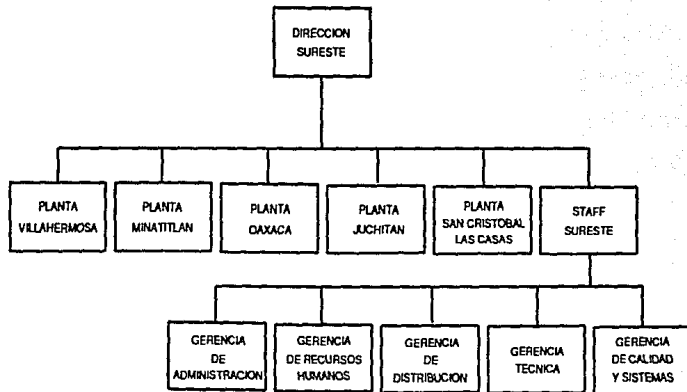 DIRECCION
SURESTE
PLANTA
VILLAHERMOSA
PLANTA
MINATITLAN
PLANTA
OAXACA
PLANTA
JUCHITAN
PLANTA
SAN CRISTOBAL
LAS CASAS
STAFF
SURESTE
GERENCIA
DE
ADMINISTRACION
GERENCIA
DE RECURSOS
HUMANOS
GERENCIA
DE
DISTRIBUCION
GERENCIA
TECNICA
GERENCIA
DE CALIDAD
Y SISTEMAS